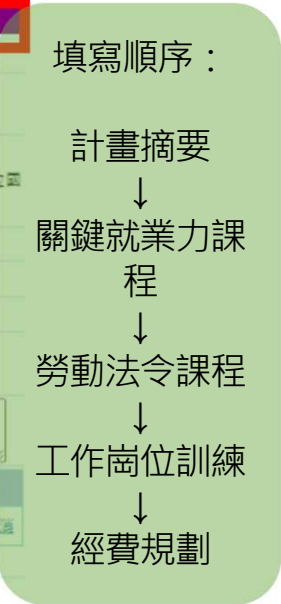 填寫順序：
計畫摘要
↓
關鍵就業力課
程
↓
勞動法令課程
↓
工作崗位訓練
↓
經費規劃